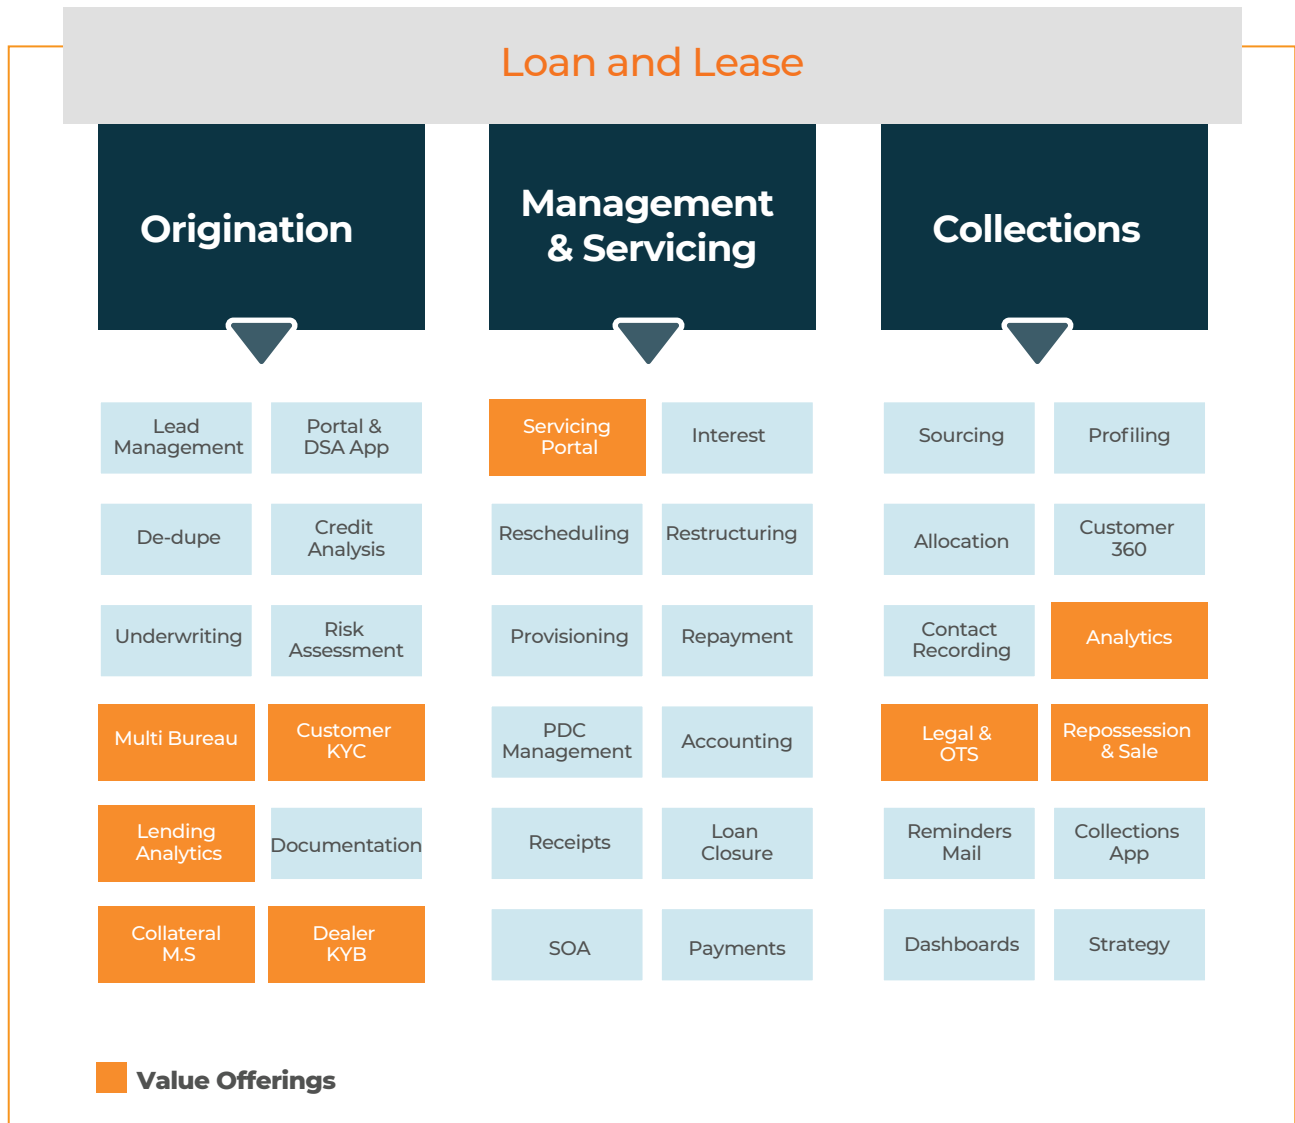 Loan and Lease
Origination
Lead
Management
Portal &
DSA App
De-dupe
Credit
Analysis
Underwriting
Risk
Assessment
Multi Bureau
Customer
KYC
Lending
Analytics
Documentation
Collateral
M.S
Dealer
KYB
Management
& Servicing
Servicing
Portal
Interest
Rescheduling
Restructuring
Provisioning
Repayment
PDC
Management
Accounting
Receipts
Loan
Closure
SOA
Payments
Collections
Sourcing
Profiling
Allocation
Customer
360
Contact
Recording
Analytics
Legal &
OTS
Repossession
& Sale
Reminders
Mail
Collections
App
Dashboards
Strategy
Value Offerings